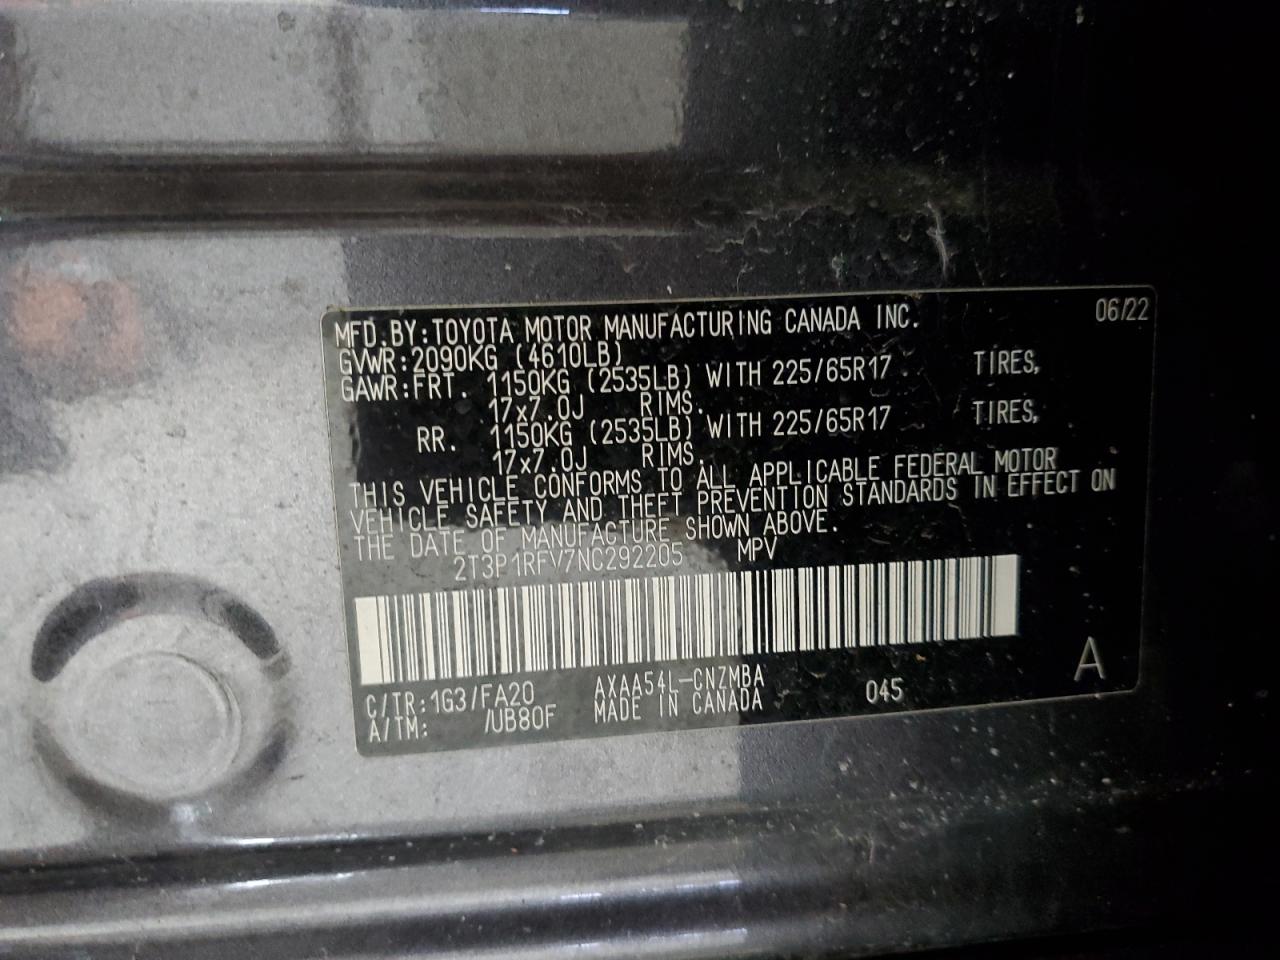 MFD.BY:TOYOTA MOTOR MANUFACTURING CANADA INC. 06/22
GVWR:2090KG (4610LB)
GAWR:FRT. 1150KG (2535LB) WITH 225/65R17 TIRES,
17x7.0J RIMS.
RR. 1150KG (2535LB) WITH 225/65R17 TIRES,
17x7.0J RIMS.
THIS VEHICLE CONFORMS TO ALL APPLICABLE FEDERAL MOTOR
VEHICLE SAFETY AND THEFT PREVENTION STANDARDS IN EFFECT ON
THE DATE OF MANUFACTURE SHOWN ABOVE.
2T3P1RFV7NC292205 MPV
C/TR:1G3/FA20 AXAA54L-CNZMBA 045 A
A/TM: /UB80F MADE IN CANADA